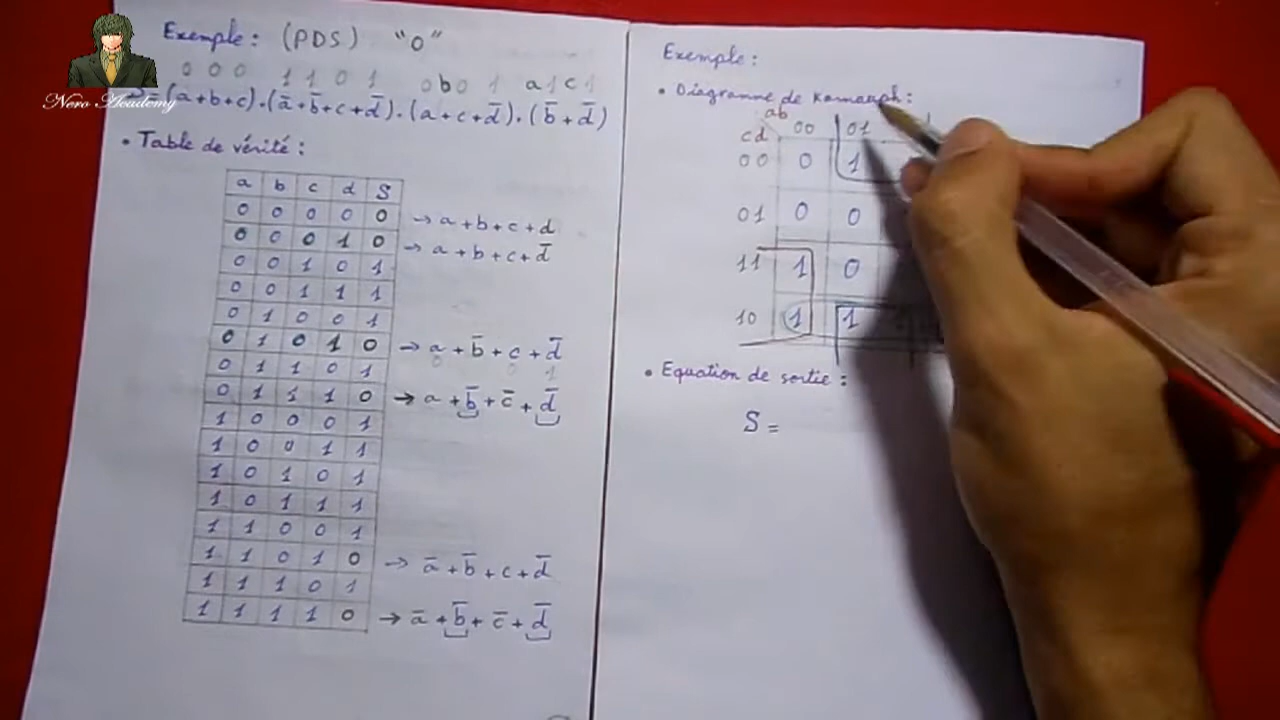 Nero Academy
Exemple : (PDS) "0"
0 0 0 1 1 0 1 0 b 0 1 a 1 c 1
S = (a + b + c) . (a̅ + b̅ + c + d̅) . (a + c + d̅) . (b̅ + d̅)
• Table de vérité :
a b c d S
0 0 0 0 0 → a + b + c + d
0 0 0 1 0 → a + b + c + d̅
0 0 1 0 1
0 0 1 1 1
0 1 0 0 1
0 1 0 1 0 → a + b̅ + c + d̅
0 0 1
0 1 1 0 1
0 1 1 1 0 → a + b̅ + c̅ + d̅
1 0 0 0 1
1 0 0 1 1
1 0 1 0 1
1 0 1 1 1
1 1 0 0 1
1 1 0 1 0 → a̅ + b̅ + c + d̅
1 1 1 0 1
1 1 1 1 0 → a̅ + b̅ + c̅ + d̅
Exemple :
• Diagramme de Karnaugh :
ab
cd 00 01
00 0 1
01 0 0
11 1 0
10 1 1
• Equation de sortie :
S =